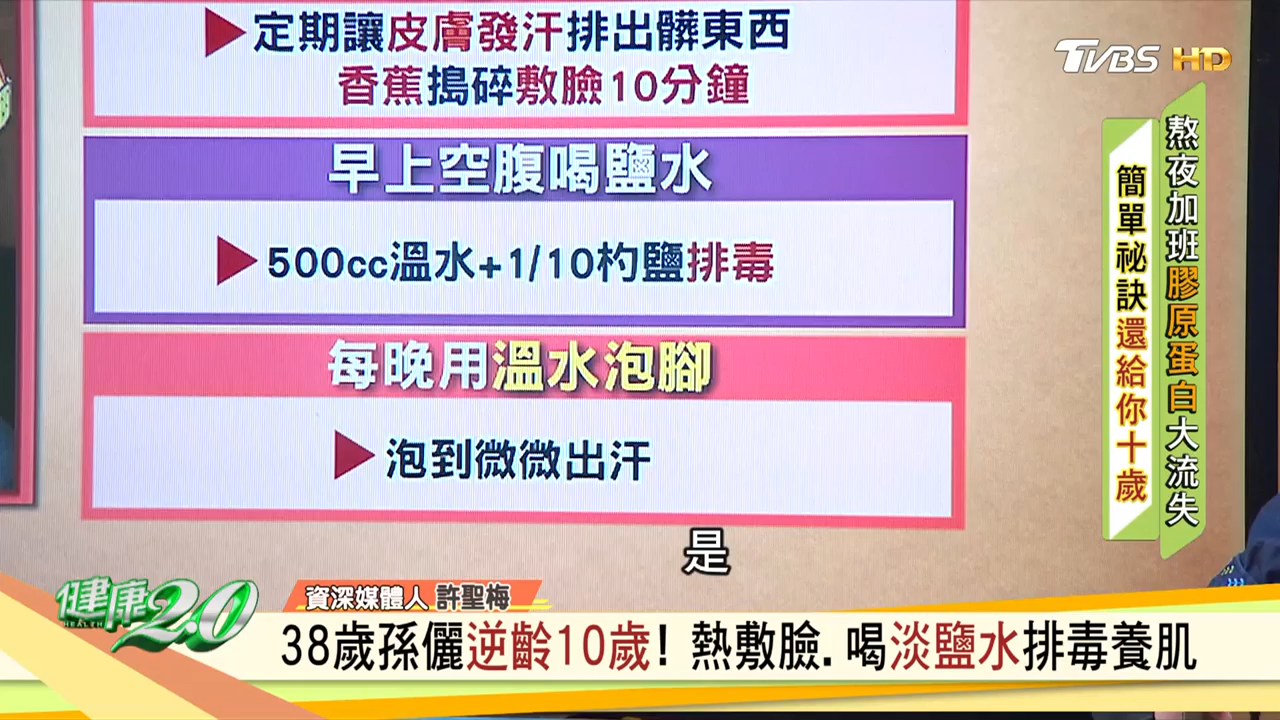 定期讓皮膚發汗排出髒東西
香蕉搗碎敷臉10分鐘
早上空腹喝鹽水
500cc溫水+1/10杓鹽排毒
每晚用溫水泡腳
泡到微微出汗
TVBS HD
熬夜加班膠原蛋白大流失
簡單祕訣還給你十歲
是
健康2.0
HEALTH
資深媒體人 許聖梅
38歲孫儷逆齡10歲! 熱敷臉.喝淡鹽水排毒養肌